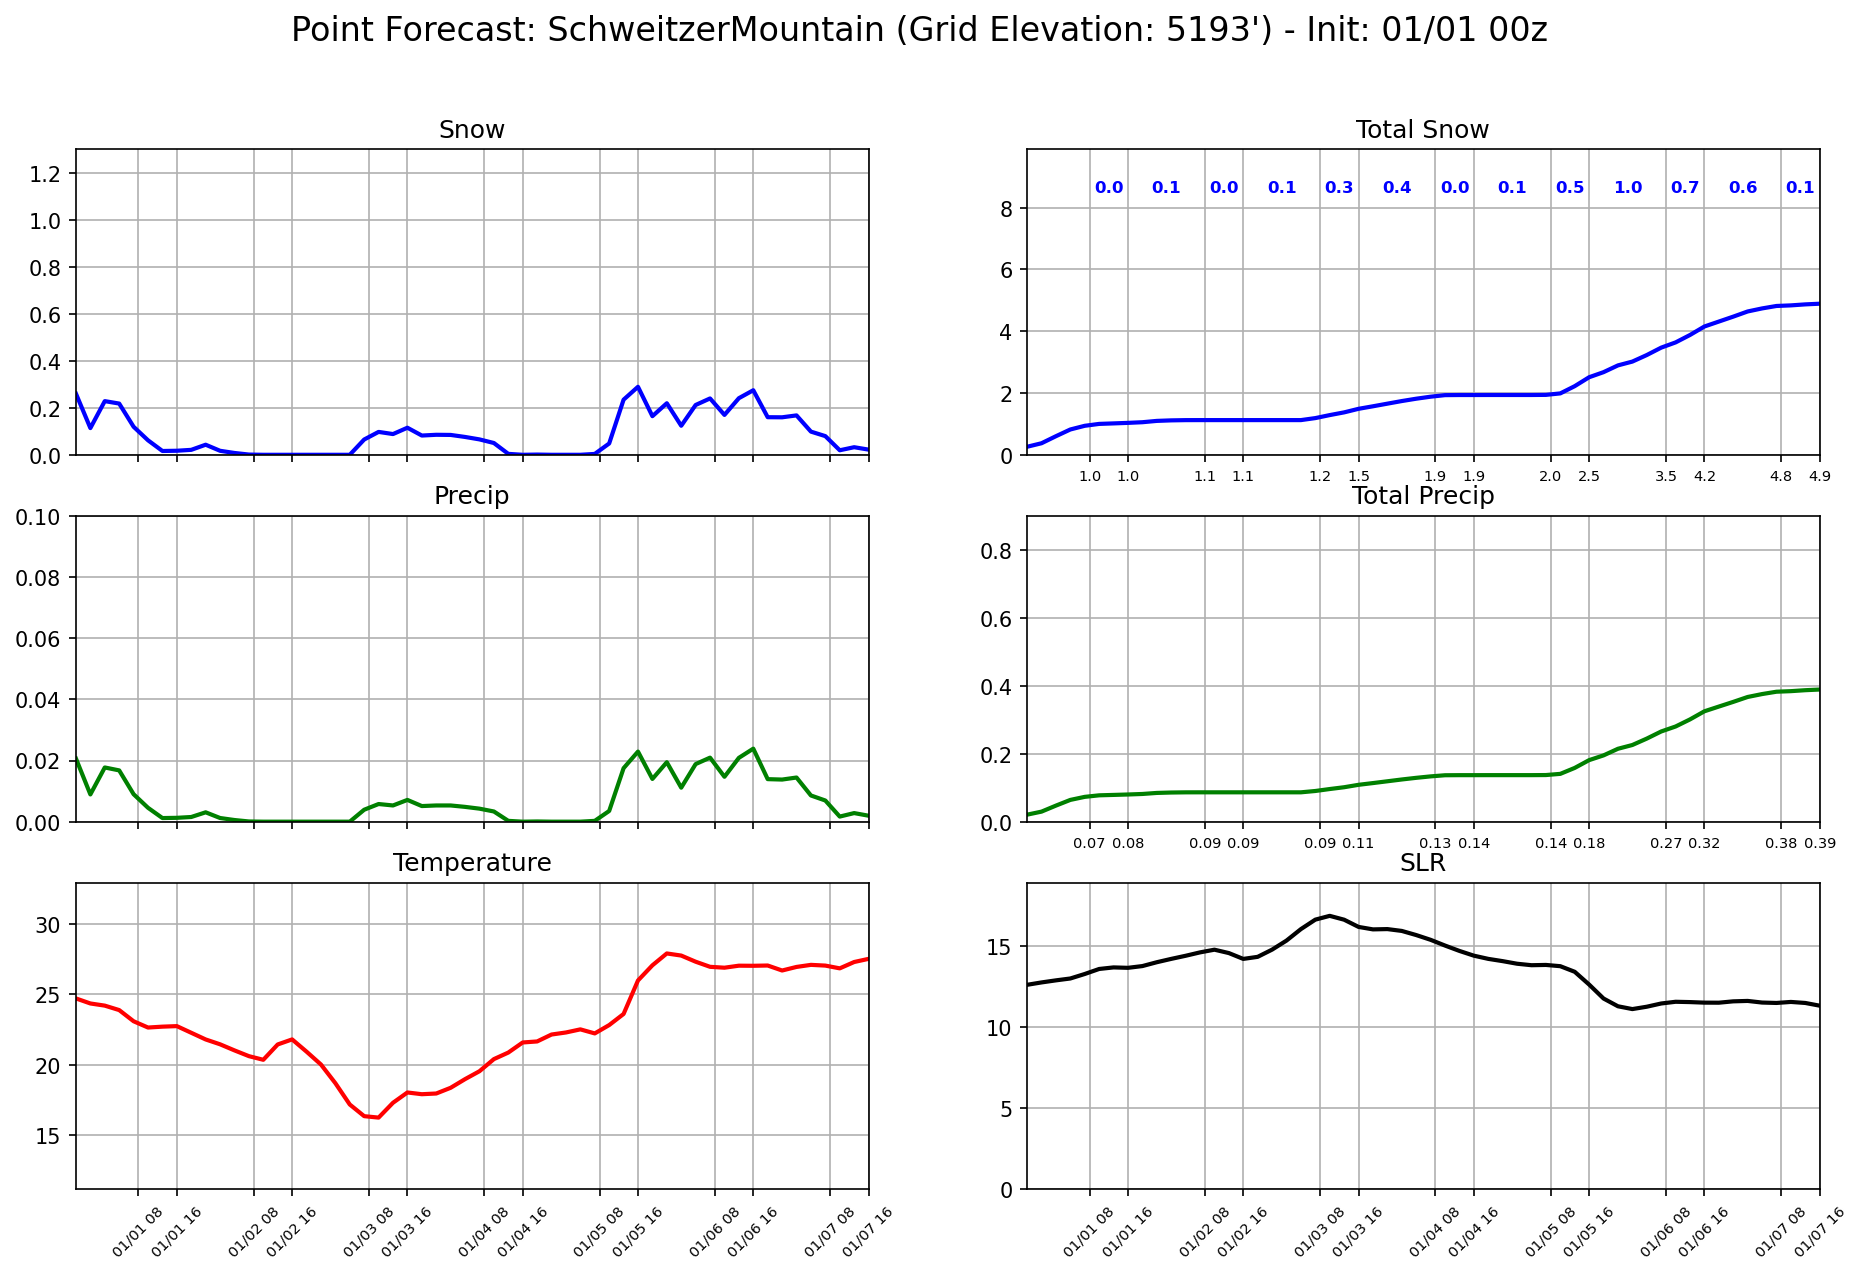 Point Forecast: SchweitzerMountain (Grid Elevation: 5193') - Init: 01/01 00z
Snow
1.2
1.0
0.8
0.6
0.4
0.2
0.0
Total Snow
0.0 0.1 0.0 0.1 0.3 0.4 0.0 0.1 0.5 1.0 0.7 0.6 0.1
8
6
4
2
0
1.0 1.0 1.1 1.1 1.2 1.5 1.9 1.9 2.0 2.5 3.5 4.2 4.8 4.9
Precip
0.10
0.08
0.06
0.04
0.02
0.00
Total Precip
0.8
0.6
0.4
0.2
0.0
0.07 0.08 0.09 0.09 0.09 0.11 0.13 0.14 0.14 0.18 0.27 0.32 0.38 0.39
Temperature
30
25
20
15
01/01 08 01/01 16 01/02 08 01/02 16 01/03 08 01/03 16 01/04 08 01/04 16 01/05 08 01/05 16 01/06 08 01/06 16 01/07 08 01/07 16
SLR
15
10
5
0
01/01 08 01/01 16 01/02 08 01/02 16 01/03 08 01/03 16 01/04 08 01/04 16 01/05 08 01/05 16 01/06 08 01/06 16 01/07 08 01/07 16